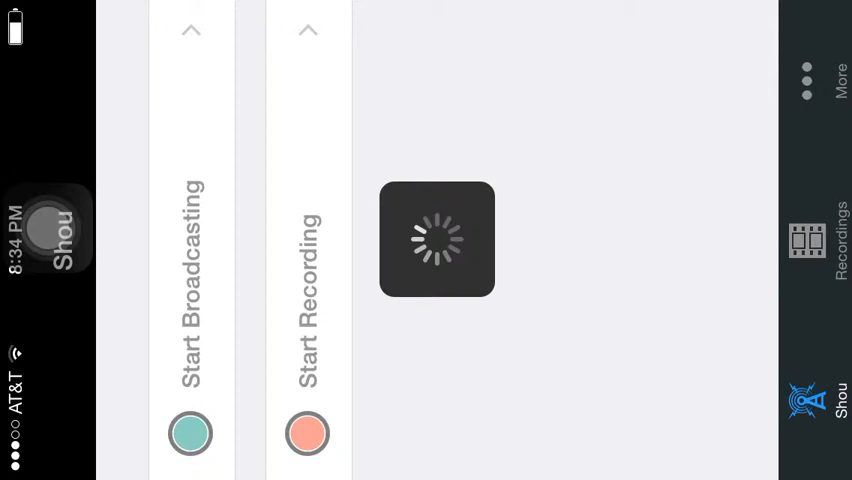 AT&T 8:34 PM
Shou
Start Broadcasting
Start Recording
Shou Recordings More